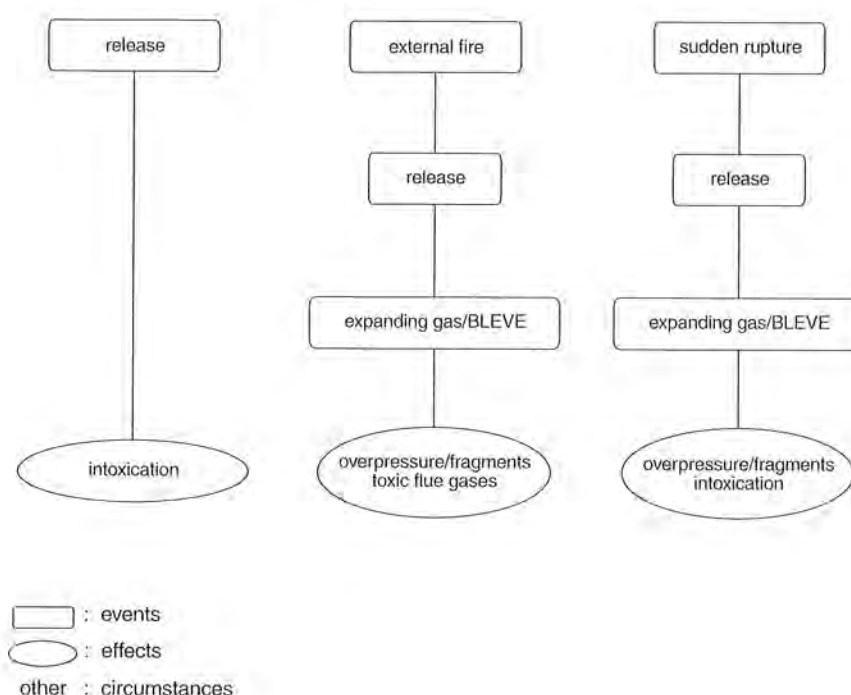 release
external fire
sudden rupture
release
release
expanding gas/BLEVE
expanding gas/BLEVE
intoxication
overpressure/fragments
toxic flue gases
overpressure/fragments
intoxication
: events
: effects
other : circumstances